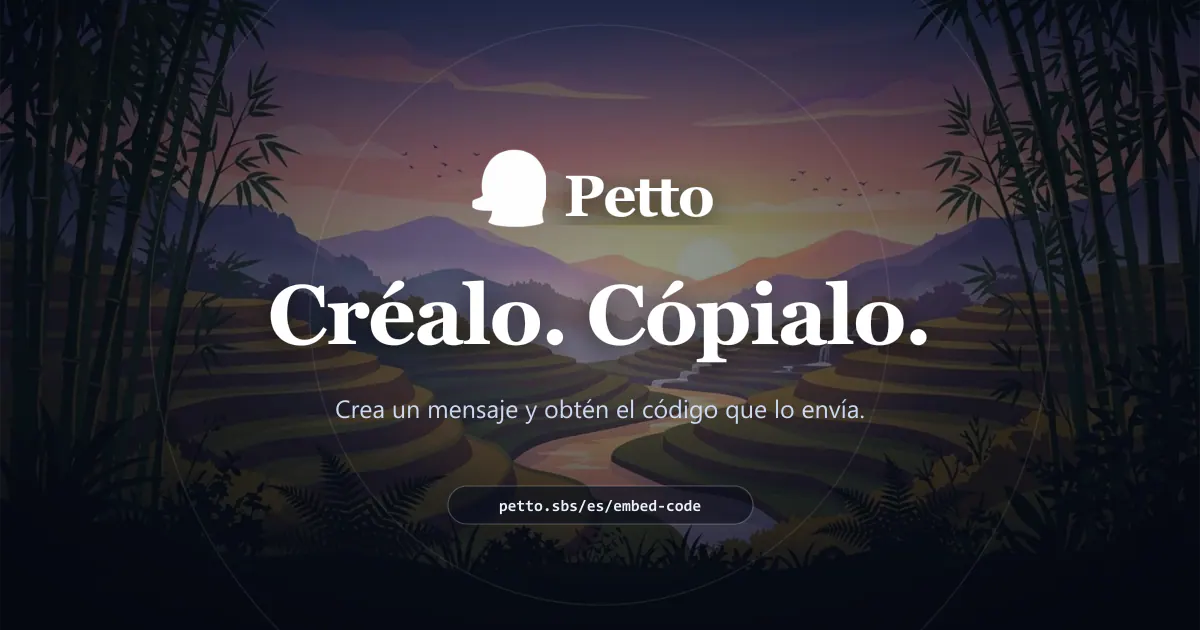 Petto
Créalo. Cópialo.
Crea un mensaje y obtén el código que lo envía.
petto.sbs/es/embed-code